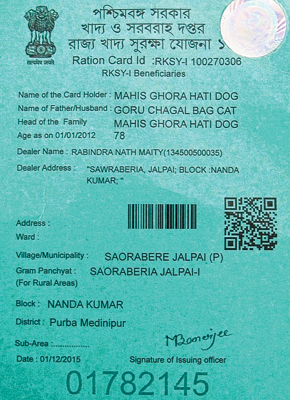 পশ্চিমবঙ্গ সরকার
খাদ্য ও সরবরাহ দপ্তর
রাজ্য খাদ্য সুরক্ষা যোজনা ১
Ration Card Id :RKSY-I 100270306
RKSY-I Beneficiaries
Name of the Card Holder : MAHIS GHORA HATI DOG
Name of Father/Husband : GORU CHAGAL BAG CAT
Head of the Family MAHIS GHORA HATI DOG
Age as on 01/01/2012 78
Dealer Name : RABINDRA NATH MAITY(134500500035)
Dealer Address : "SAWRABERIA, JALPAI; BLOCK :NANDA
KUMAR; "
Address :
Ward :
Village/Municipality : SAORABERE JALPAI (P)
Gram Panchyat : SAORABERIA JALPAI-I
(For Rural Areas)
Block : NANDA KUMAR
District : Purba Medinipur
Sub-Area :
MBanerjee
Date : 01/12/2015 Signature of Issuing officer
01782145